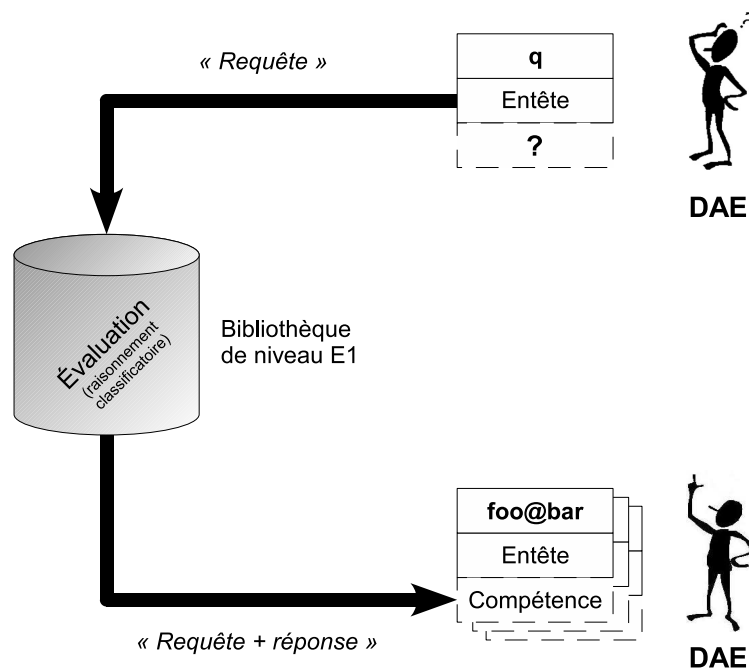 « Requête »
q
Entête
?
?
DAE
Évaluation
(raisonnement
classificatoire)
Bibliothèque
de niveau E1
foo@bar
Entête
Compétence
« Requête + réponse »
DAE